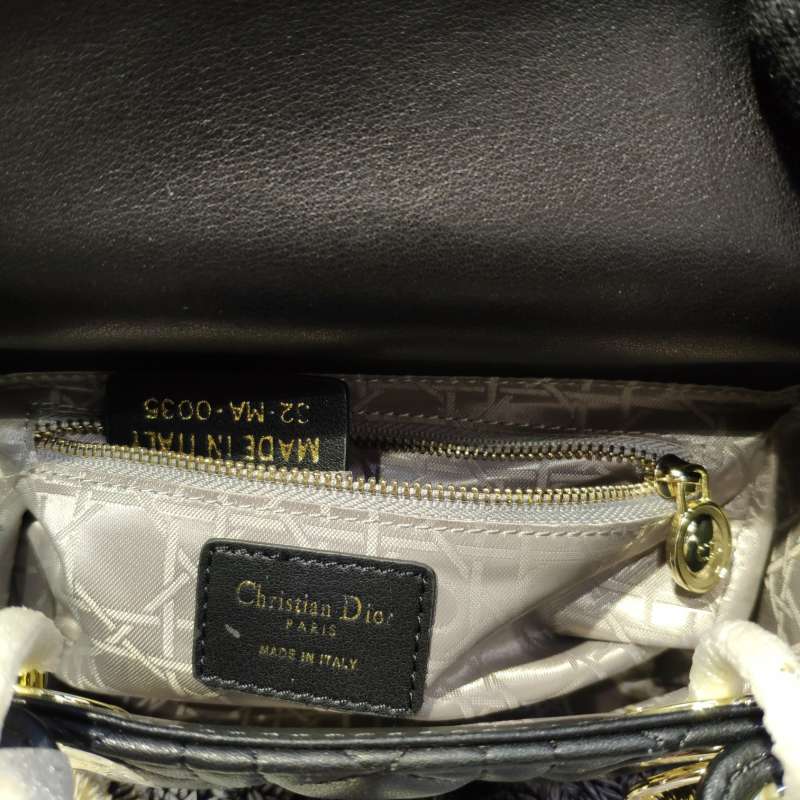 32-MA-0035
MADE IN ITALY
Christian Dior
PARIS
MADE IN ITALY